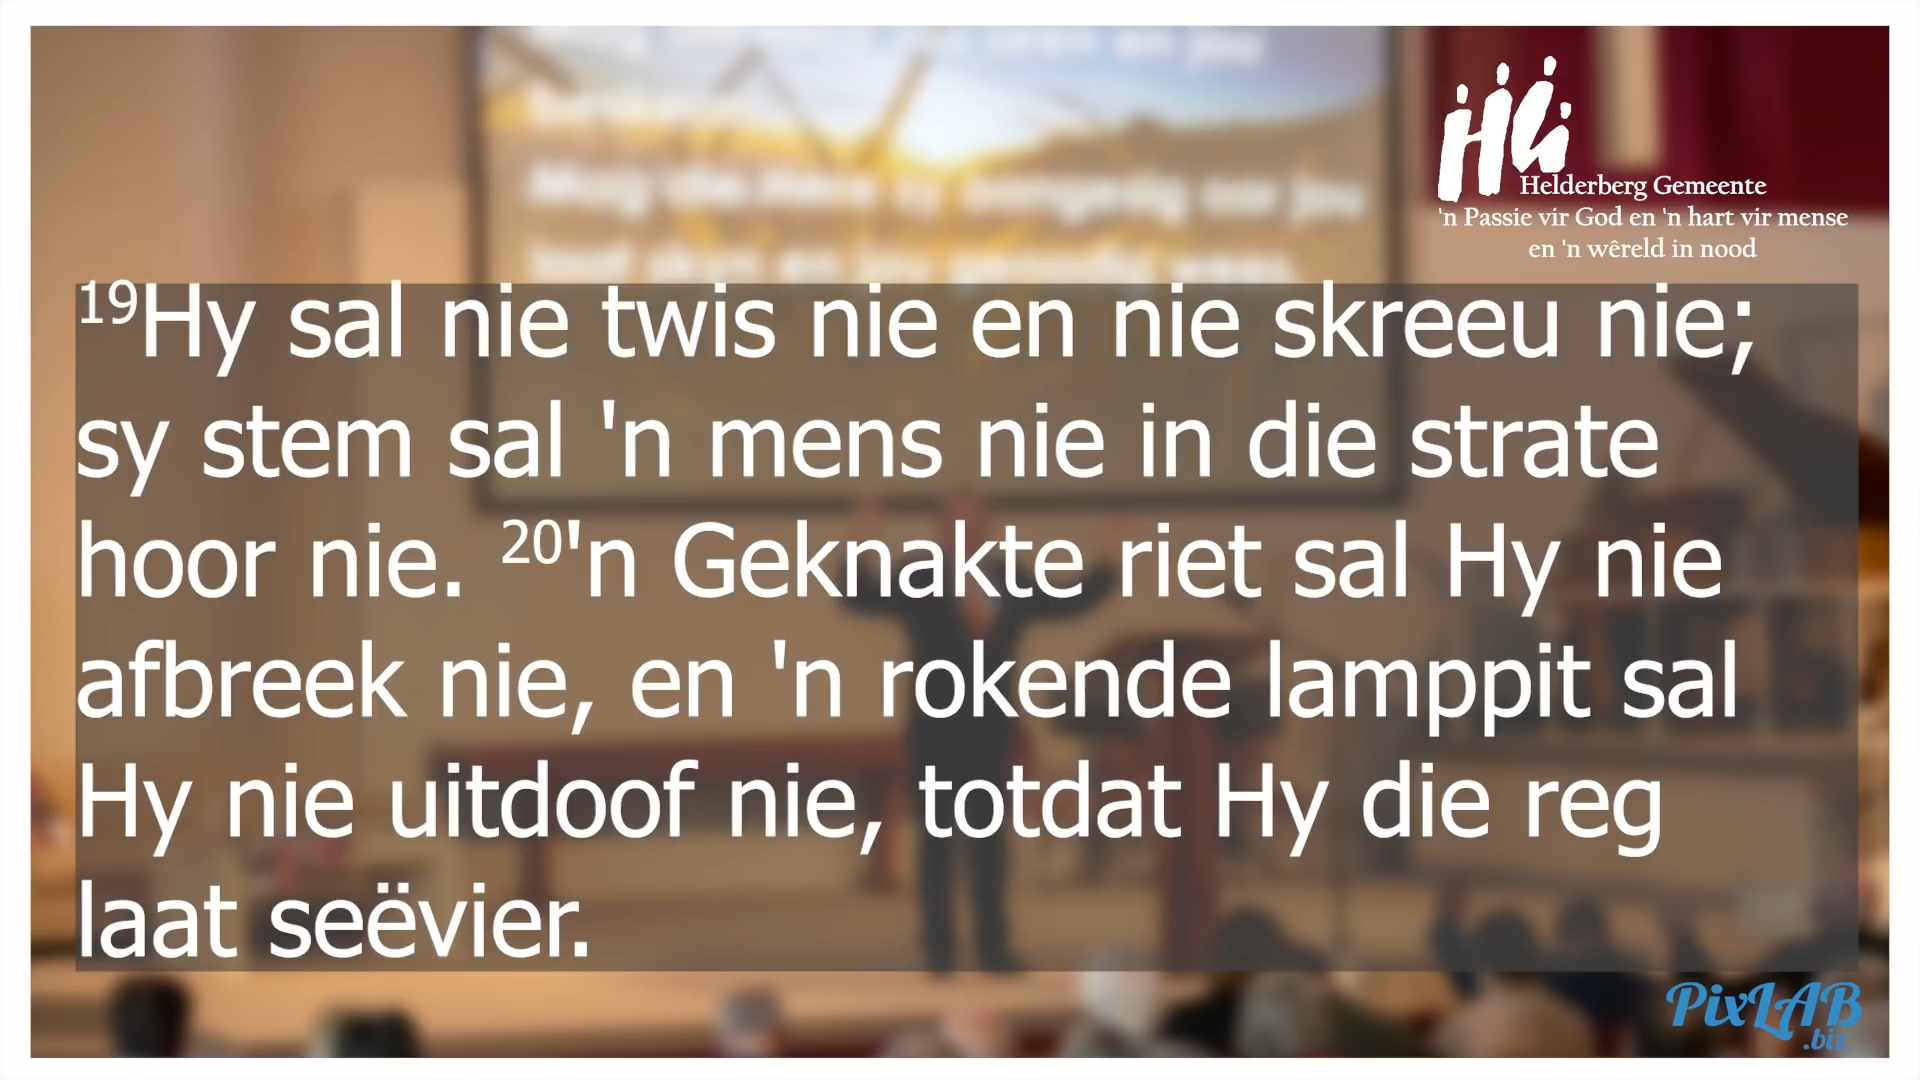 HG
Helderberg Gemeente
'n Passie vir God en 'n hart vir mense
en 'n wêreld in nood
19Hy sal nie twis nie en nie skreeu nie;
sy stem sal 'n mens nie in die strate
hoor nie. 20'n Geknakte riet sal Hy nie
afbreek nie, en 'n rokende lamppit sal
Hy nie uitdoof nie, totdat Hy die reg
laat seëvier.
PixLAB
.biz